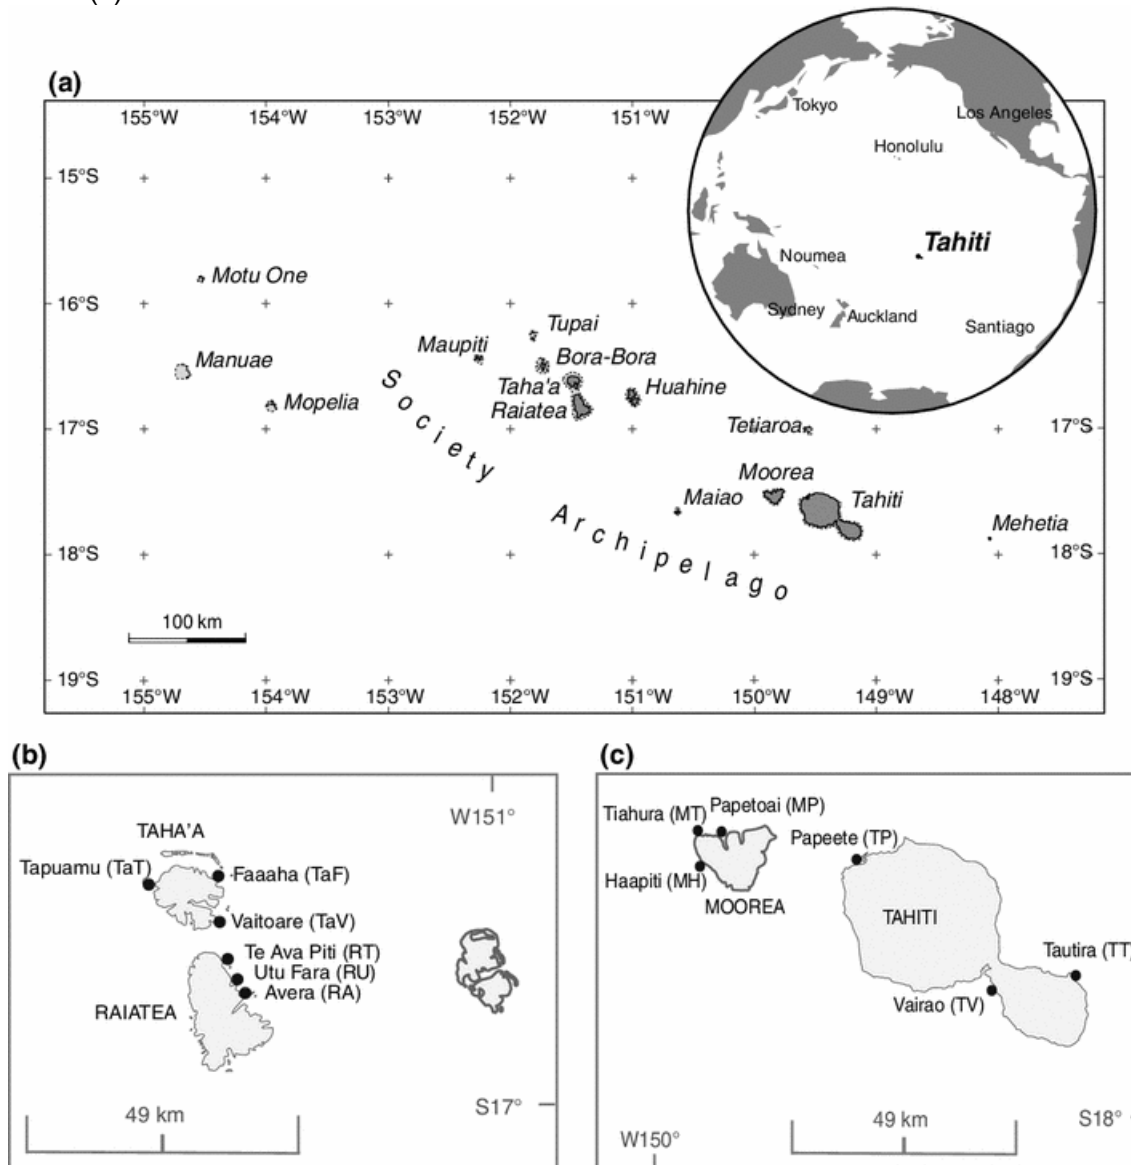 (a)
155°W 154°W 153°W 152°W 151°W
15°S
16°S
17°S
18°S
19°S
Tokyo
Los Angeles
Honolulu
Tahiti
Noumea
Sydney
Auckland
Santiago
Motu One
Manuae
Mopelia
Maupiti
Tupai
Bora-Bora
Taha'a
Raiatea
Huahine
Tetiaroa
Moorea
Maiao
Tahiti
Mehetia
Society Archipelago
17°S
18°S
100 km
19°S
155°W 154°W 153°W 152°W 151°W 150°W 149°W 148°W
(b)
W151°
TAHA'A
Tapuamu (TaT)
Faaaha (TaF)
Vaitoare (TaV)
Te Ava Piti (RT)
Utu Fara (RU)
Avera (RA)
RAIATEA
S17°
49 km
(c)
Tiahura (MT)
Papetoai (MP)
Papeete (TP)
Haapiti (MH)
MOOREA
TAHITI
Tautira (TT)
Vairao (TV)
49 km
S18°
W150°